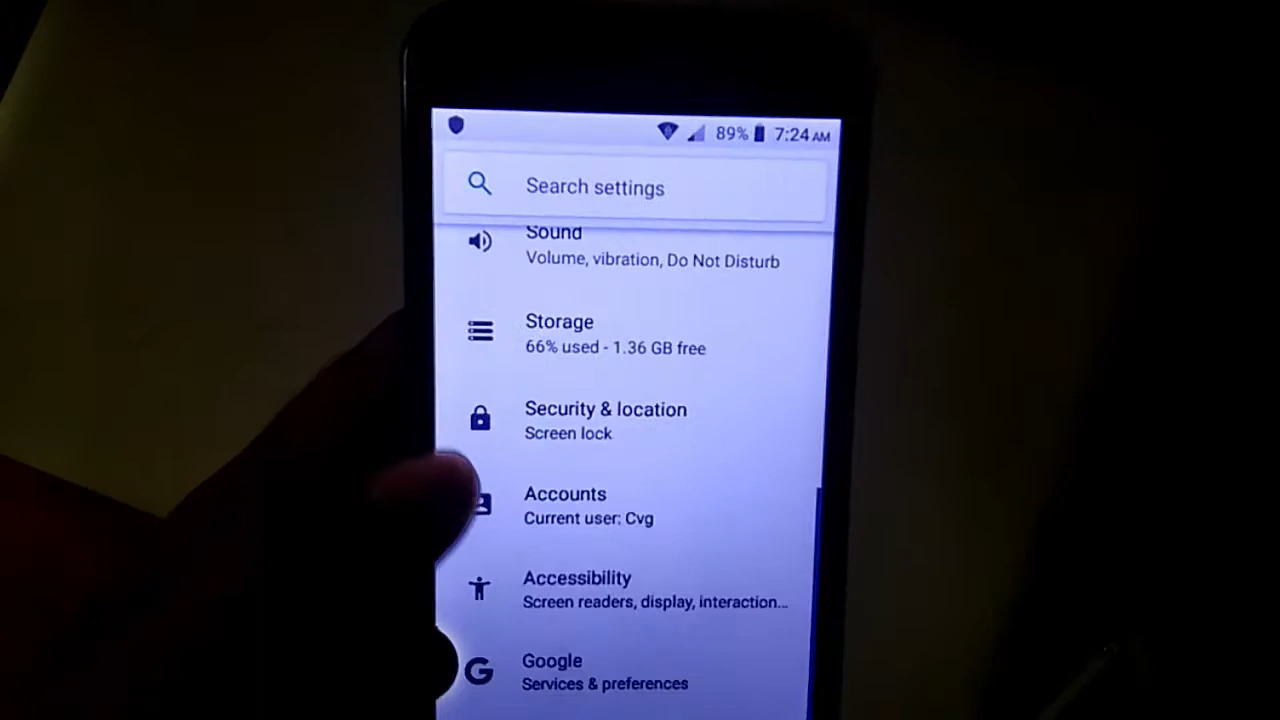 89% 7:24 AM
Search settings
Sound
Volume, vibration, Do Not Disturb
Storage
66% used - 1.36 GB free
Security & location
Screen lock
Accounts
Current user: Cvg
Accessibility
Screen readers, display, interaction...
Google
Services & preferences